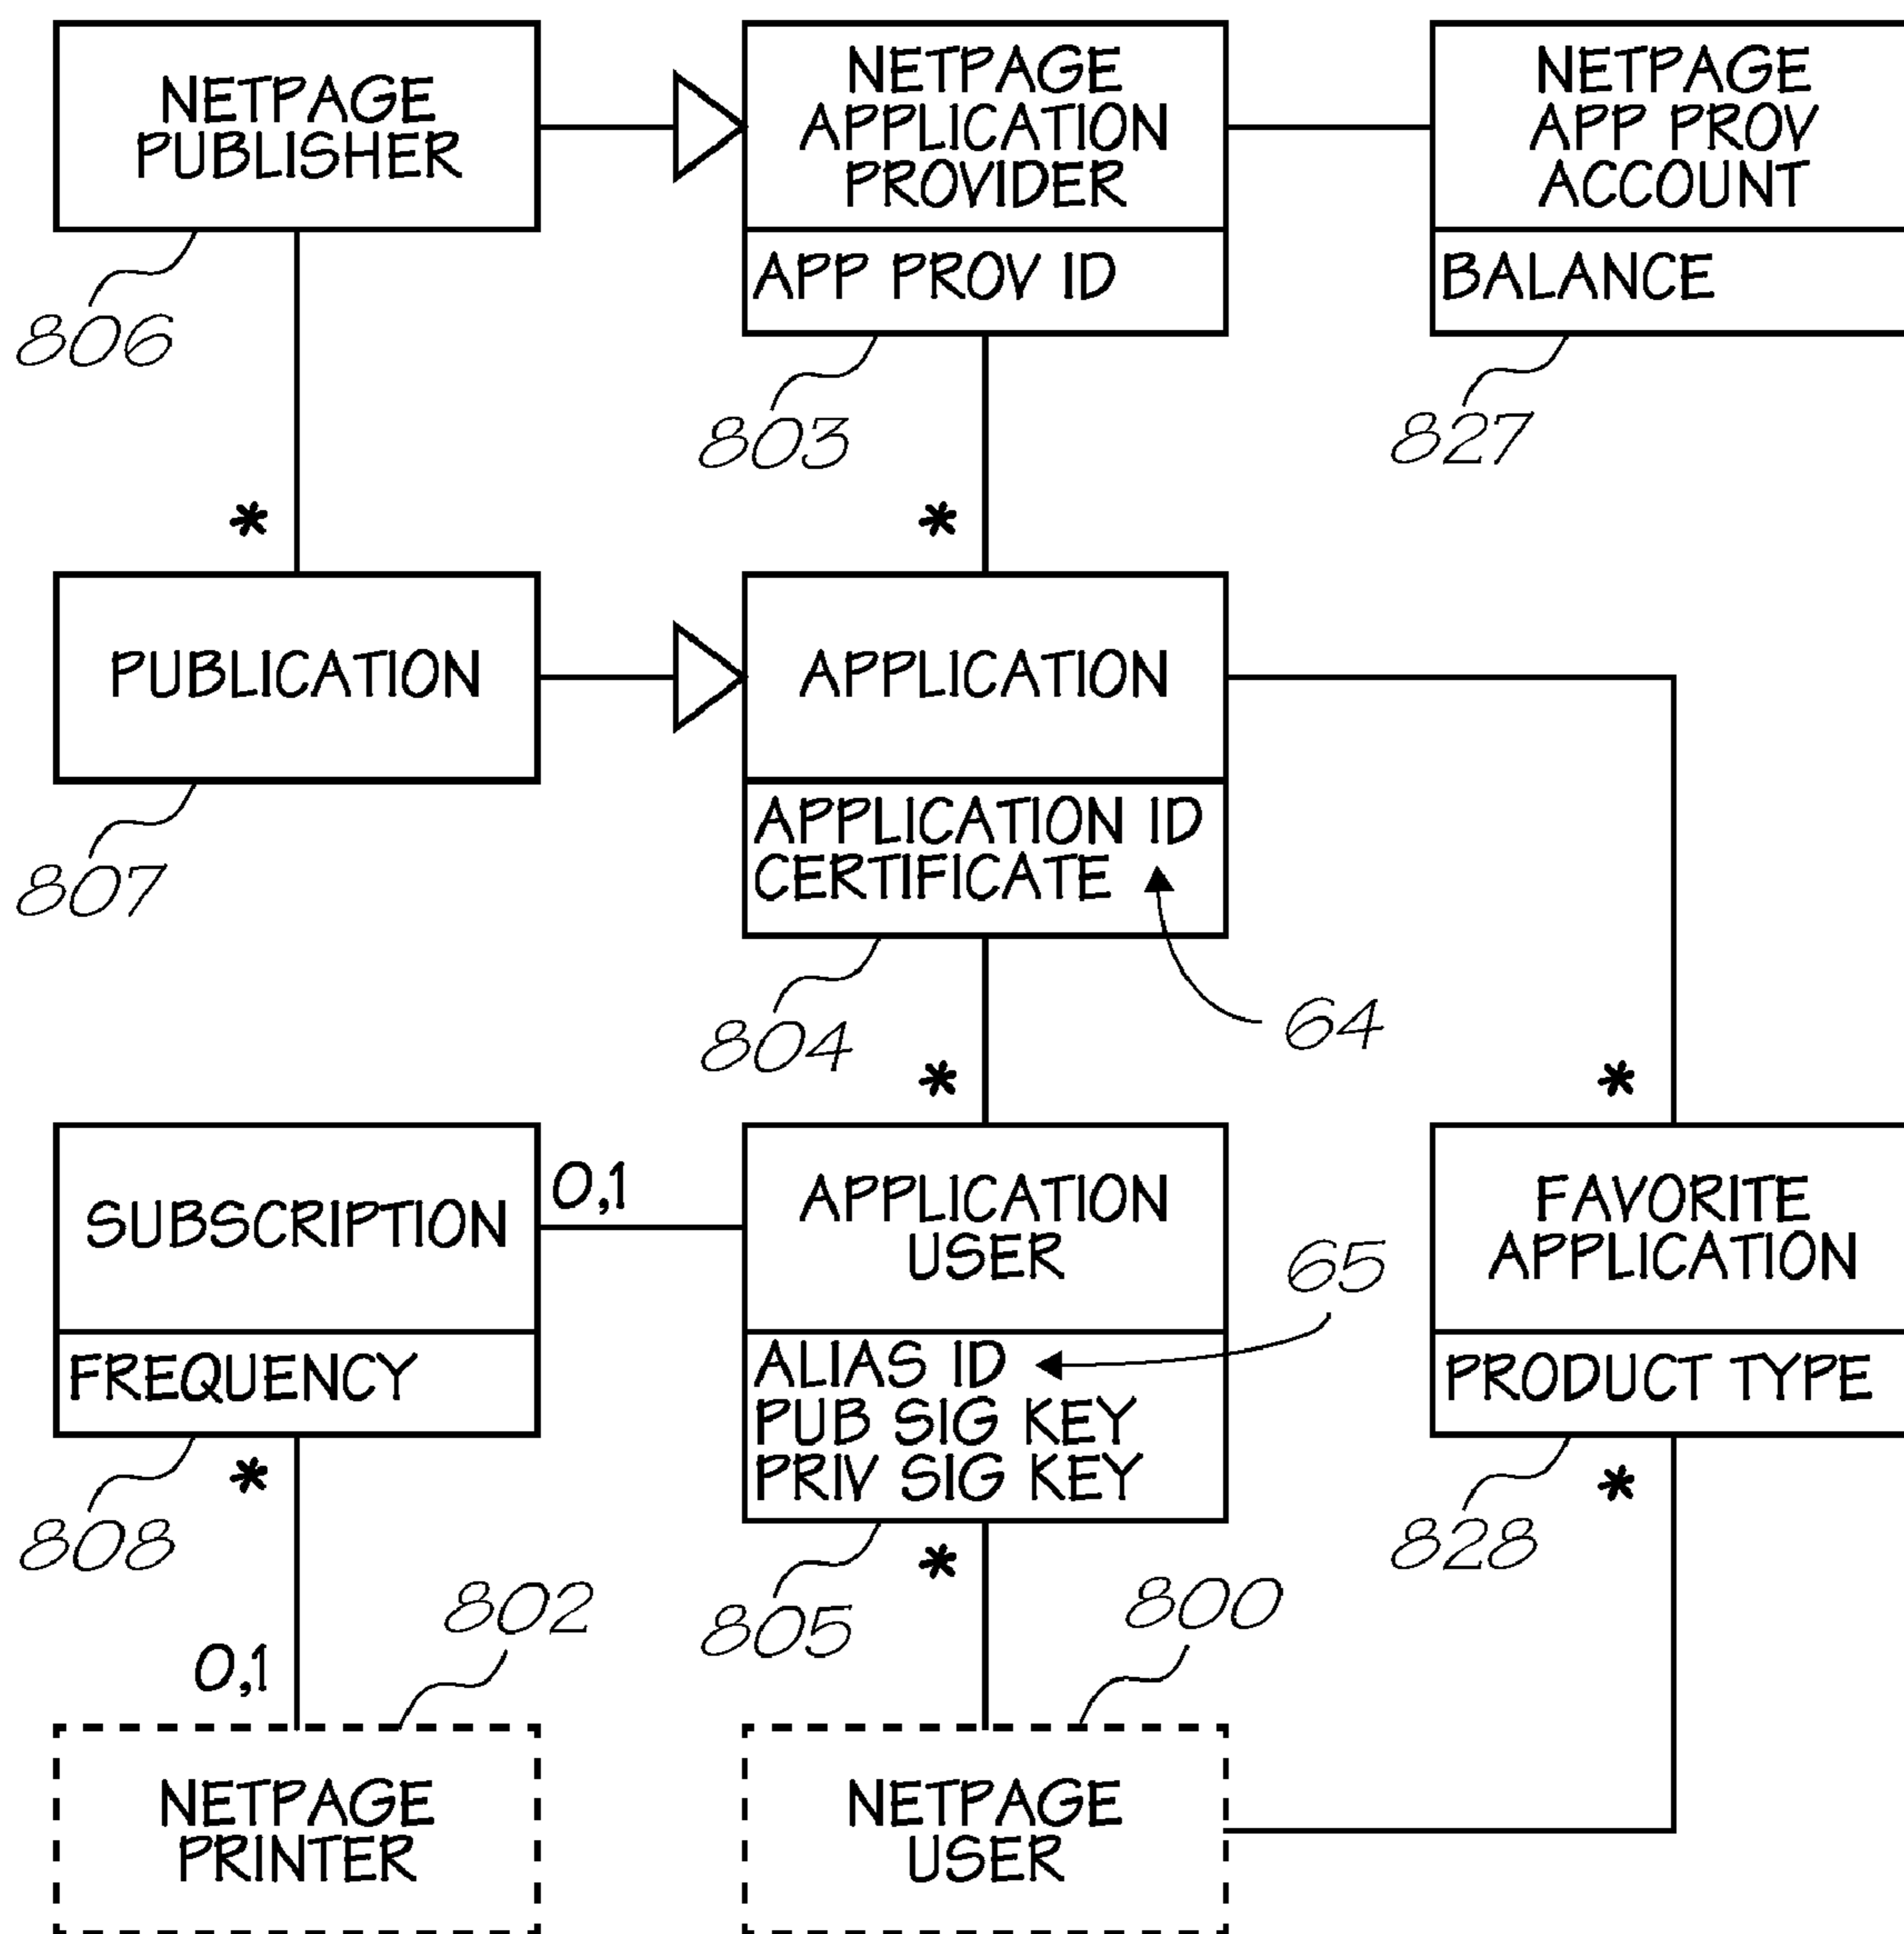 NETPAGE
PUBLISHER
806
NETPAGE
APPLICATION
PROVIDER
APP PROV ID
803
NETPAGE
APP PROV
ACCOUNT
BALANCE
827
*
*
PUBLICATION
807
APPLICATION
APPLICATION ID
CERTIFICATE
804
64
*
*
SUBSCRIPTION
FREQUENCY
808
0,1
APPLICATION
USER
ALIAS ID
PUB SIG KEY
PRIV SIG KEY
805
65
FAVORITE
APPLICATION
PRODUCT TYPE
828
*
*
*
0,1
802
800
NETPAGE
PRINTER
NETPAGE
USER